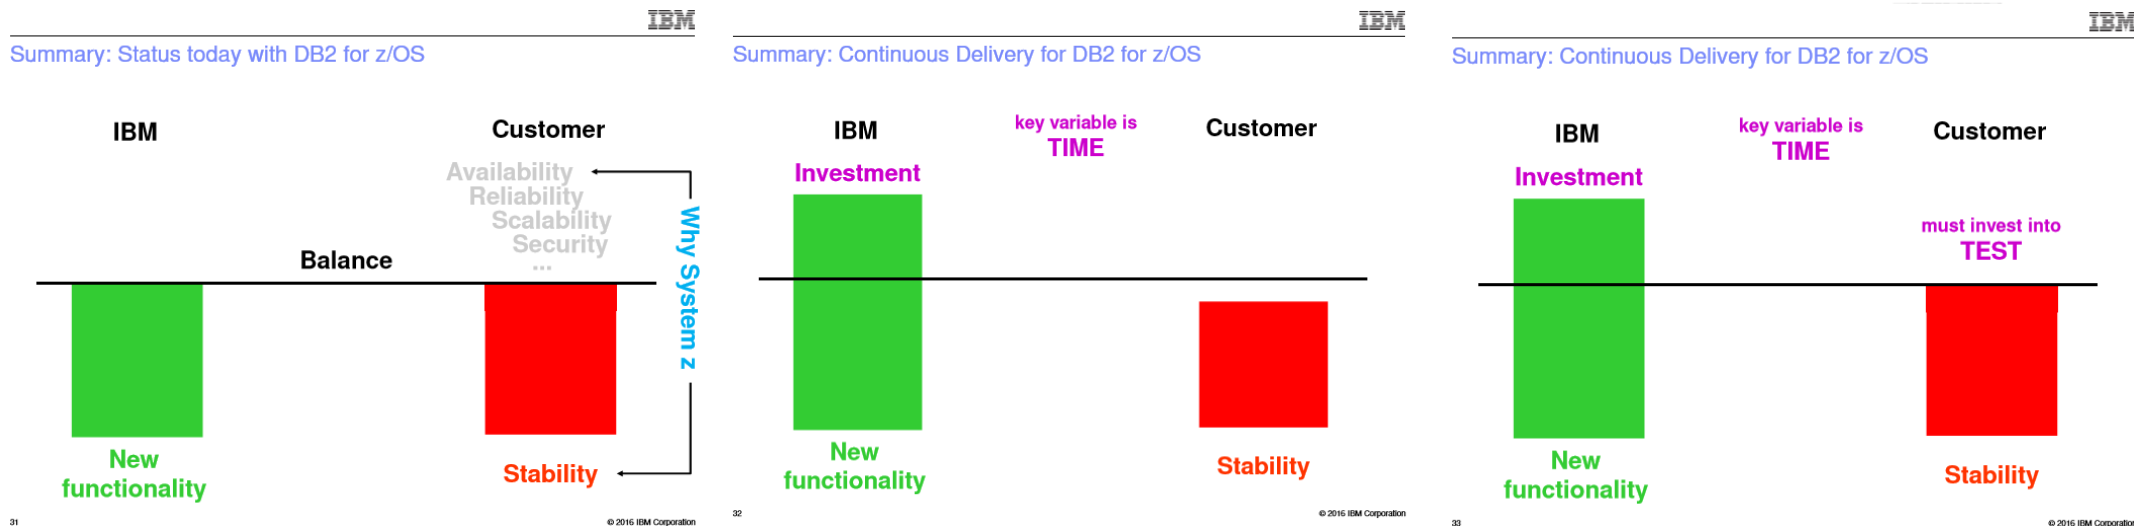 IBM
Summary: Status today with DB2 for z/OS
IBM
Customer
Availability
Reliability
Scalability
Security
...
Why System z
Balance
New
functionality
Stability
31
© 2016 IBM Corporation
IBM
Summary: Continuous Delivery for DB2 for z/OS
IBM
key variable is
TIME
Customer
Investment
New
functionality
Stability
32
© 2016 IBM Corporation
IBM
Summary: Continuous Delivery for DB2 for z/OS
IBM
key variable is
TIME
Customer
Investment
must invest into
TEST
New
functionality
Stability
33
© 2016 IBM Corporation